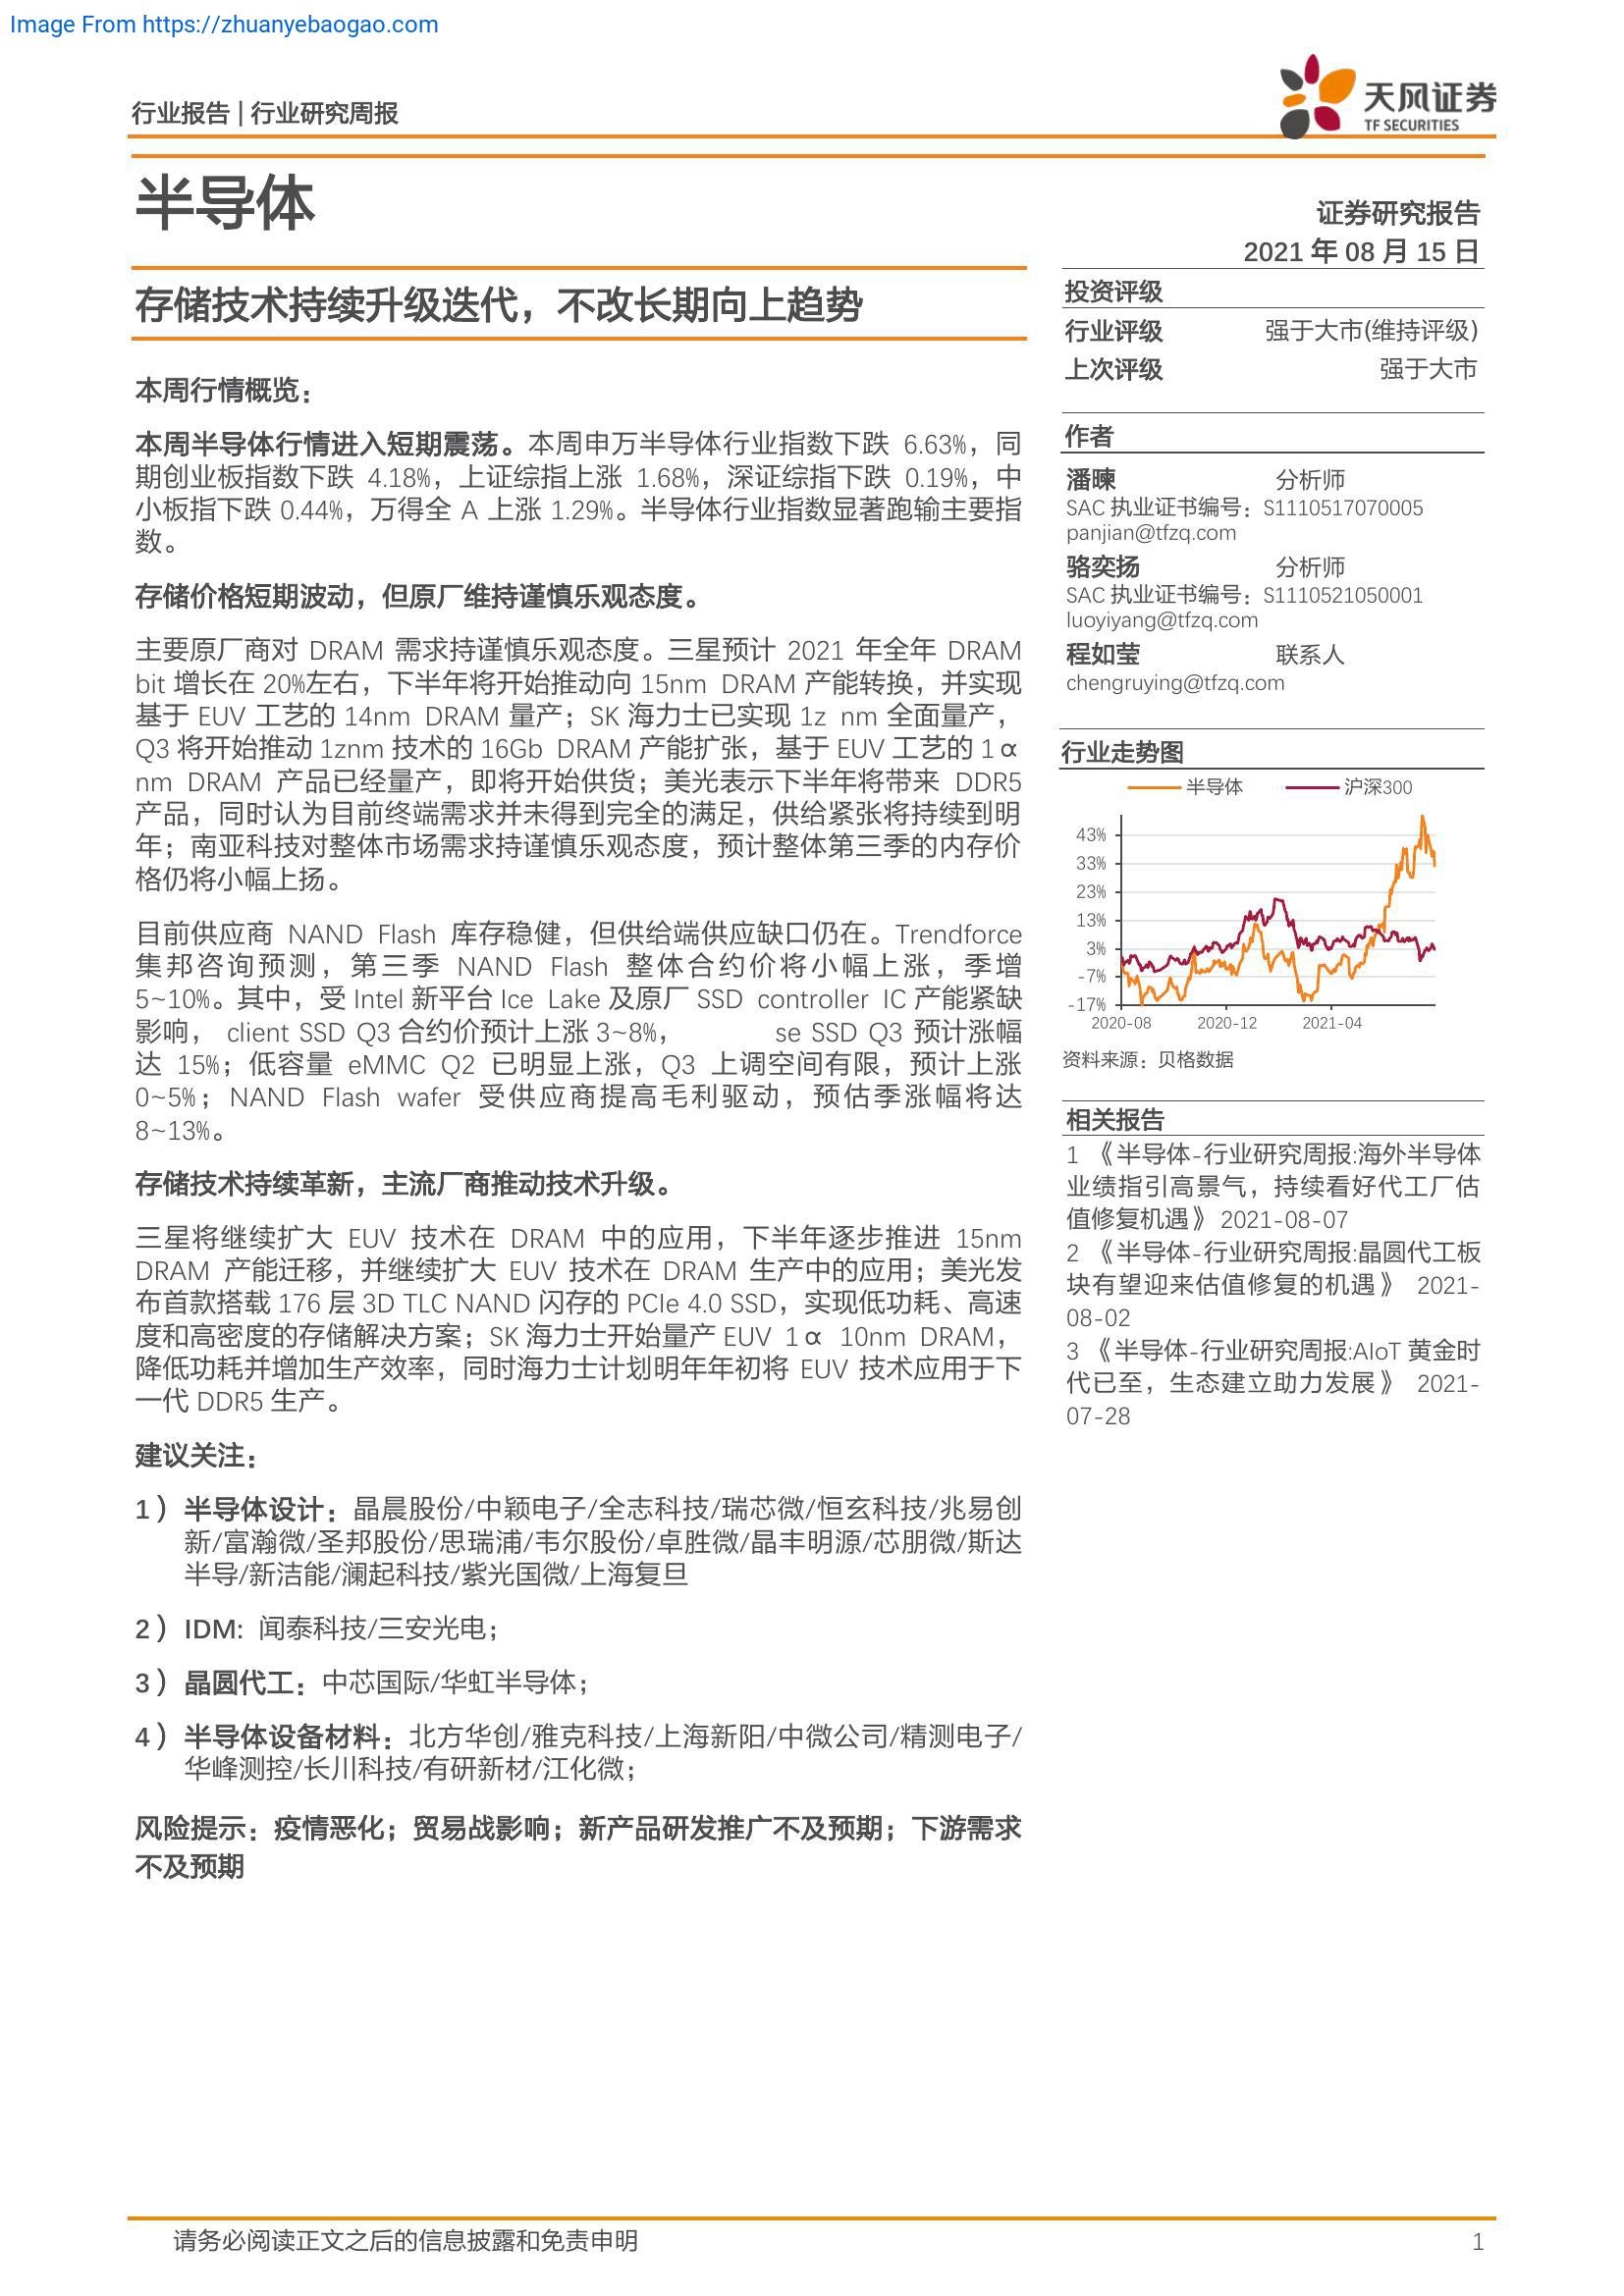 Image From https://zhuanyebaogao.com
行业报告 | 行业研究周报
天风证券
TF SECURITIES
半导体
证券研究报告
2021 年 08 月 15 日
存储技术持续升级迭代，不改长期向上趋势
本周行情概览：
本周半导体行情进入短期震荡。本周申万半导体行业指数下跌 6.63%，同
期创业板指数下跌 4.18%，上证综指上涨 1.68%，深证综指下跌 0.19%，中
小板指下跌 0.44%，万得全 A 上涨 1.29%。半导体行业指数显著跑输主要指
数。
存储价格短期波动，但原厂维持谨慎乐观态度。
主要原厂商对 DRAM 需求持谨慎乐观态度。三星预计 2021 年全年 DRAM
bit 增长在 20%左右，下半年将开始推动向 15nm DRAM 产能转换，并实现
基于 EUV 工艺的 14nm DRAM 量产；SK 海力士已实现 1z nm 全面量产，
Q3 将开始推动 1znm 技术的 16Gb DRAM 产能扩张，基于 EUV 工艺的 1α
nm DRAM 产品已经量产，即将开始供货；美光表示下半年将带来 DDR5
产品，同时认为目前终端需求并未得到完全的满足，供给紧张将持续到明
年；南亚科技对整体市场需求持谨慎乐观态度，预计整体第三季的内存价
格仍将小幅上扬。
目前供应商 NAND Flash 库存稳健，但供给端供应缺口仍在。Trendforce
集邦咨询预测，第三季 NAND Flash 整体合约价将小幅上涨，季增
5~10%。其中，受 Intel 新平台 Ice Lake 及原厂 SSD controller IC 产能紧缺
影响， client SSD Q3 合约价预计上涨 3~8%， se SSD Q3 预计涨幅
达 15%；低容量 eMMC Q2 已明显上涨，Q3 上调空间有限，预计上涨
0~5%；NAND Flash wafer 受供应商提高毛利驱动，预估季涨幅将达
8~13%。
存储技术持续革新，主流厂商推动技术升级。
三星将继续扩大 EUV 技术在 DRAM 中的应用，下半年逐步推进 15nm
DRAM 产能迁移，并继续扩大 EUV 技术在 DRAM 生产中的应用；美光发
布首款搭载 176 层 3D TLC NAND 闪存的 PCIe 4.0 SSD，实现低功耗、高速
度和高密度的存储解决方案；SK 海力士开始量产 EUV 1α 10nm DRAM，
降低功耗并增加生产效率，同时海力士计划明年年初将 EUV 技术应用于下
一代 DDR5 生产。
建议关注：
1）半导体设计：晶晨股份/中颖电子/全志科技/瑞芯微/恒玄科技/兆易创
新/富瀚微/圣邦股份/思瑞浦/韦尔股份/卓胜微/晶丰明源/芯朋微/斯达
半导/新洁能/澜起科技/紫光国微/上海复旦
2）IDM: 闻泰科技/三安光电；
3）晶圆代工：中芯国际/华虹半导体；
4）半导体设备材料：北方华创/雅克科技/上海新阳/中微公司/精测电子/
华峰测控/长川科技/有研新材/江化微；
风险提示：疫情恶化；贸易战影响；新产品研发推广不及预期；下游需求
不及预期
投资评级
行业评级 强于大市(维持评级)
上次评级 强于大市
作者
潘暕 分析师
SAC 执业证书编号：S1110517070005
panjian@tfzq.com
骆奕扬 分析师
SAC 执业证书编号：S1110521050001
luoyiyang@tfzq.com
程如莹 联系人
chengruying@tfzq.com
行业走势图
半导体 沪深300
43%
33%
23%
13%
3%
-7%
-17%
2020-08 2020-12 2021-04
资料来源：贝格数据
相关报告
1 《半导体-行业研究周报:海外半导体
业绩指引高景气，持续看好代工厂估
值修复机遇》 2021-08-07
2 《半导体-行业研究周报:晶圆代工板
块有望迎来估值修复的机遇》 2021-
08-02
3 《半导体-行业研究周报:AIoT 黄金时
代已至，生态建立助力发展》 2021-
07-28
请务必阅读正文之后的信息披露和免责申明 1